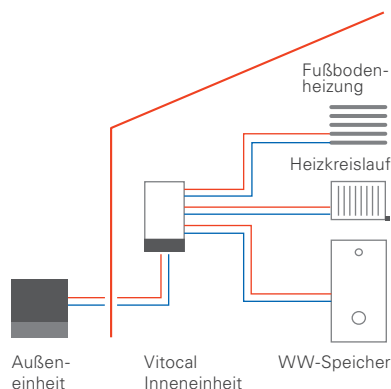 Fußboden-
heizung
Heizkreislauf
Außen-
einheit
Vitocal
Inneneinheit
WW-Speicher